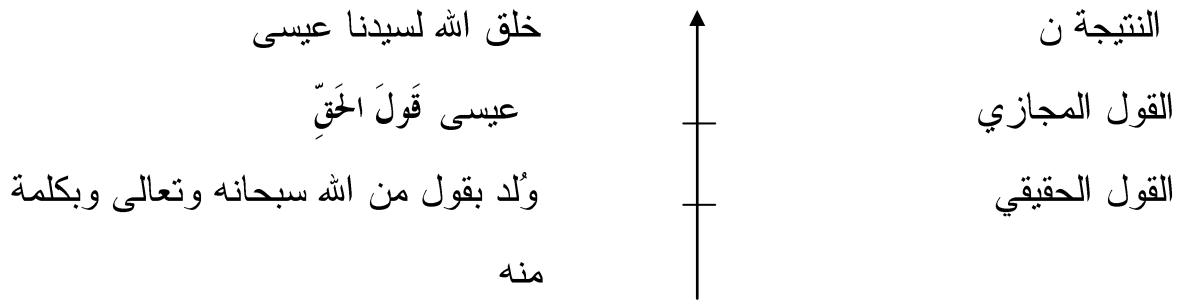 النتيجة ن
خلق الله لسيدنا عيسى
القول المجازي
عيسى قَولَ الحَقِّ
القول الحقيقي
وُلد بقول من الله سبحانه وتعالى وبكلمة
منه